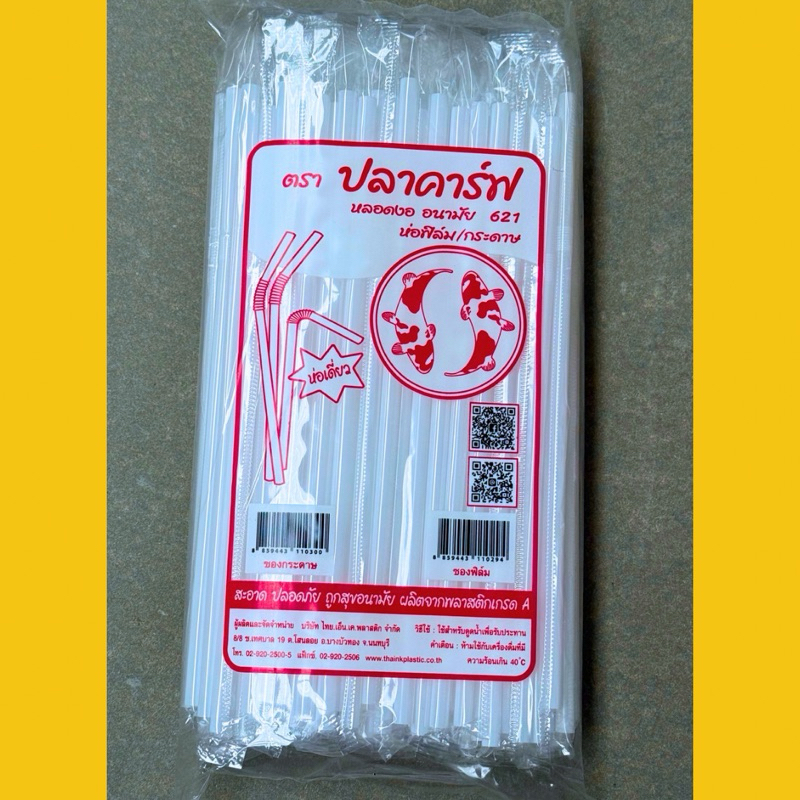 ตรา ปลาคาร์ฟ
หลอดงอ อนามัย 621
ห่อฟิล์ม/กระดาษ
ห่อเดี่ยว
8 859443 110300
ซองกระดาษ
8 859443 110294
ซองฟิล์ม
สะอาด ปลอดภัย ถูกสุขอนามัย ผลิตจากพลาสติกเกรด A
ผู้ผลิตและจัดจำหน่าย บริษัท ไทย.เอ็น.เค.พลาสติก จำกัด
8/8 ซ.เทศบาล 19 ต.โสนลอย อ.บางบัวทอง จ.นนทบุรี
โทร. 02-920-2500-5 แฟ็กซ์. 02-920-2506 www.thainkplastic.co.th
วิธีใช้ : ใช้สำหรับดูดน้ำเพื่อรับประทาน
คำเตือน : ห้ามใช้กับเครื่องดื่มที่มี
ความร้อนเกิน 40°C